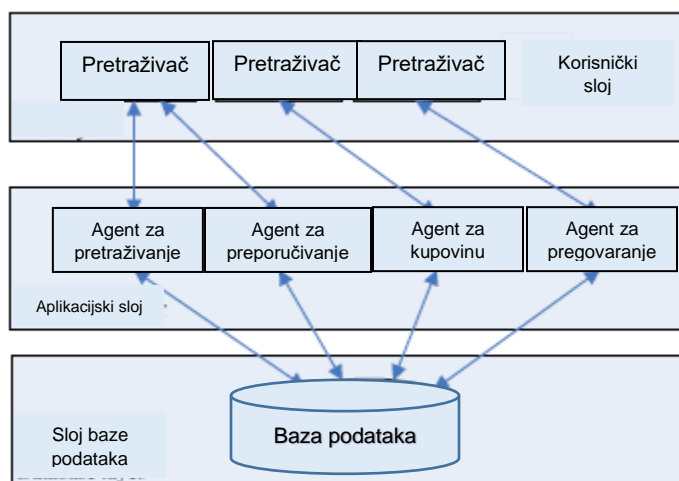 Pretraživač
Pretraživač
Pretraživač
Korisnički
sloj
Agent za
pretraživanje
Agent za
preporučivanje
Agent za
kupovinu
Agent za
pregovaranje
Aplikacijski sloj
Baza podataka
Sloj baze
podataka